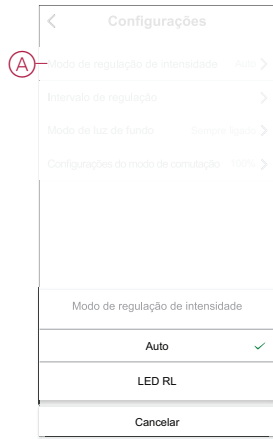 Configurações
A
Modo de regulação de intensidade Auto
Intervalo de regulação
Modo de luz de fundo Sempre
Configurações do modo de comutação 100%
Modo de regulação de intensidade
Auto
LED RL
Cancelar